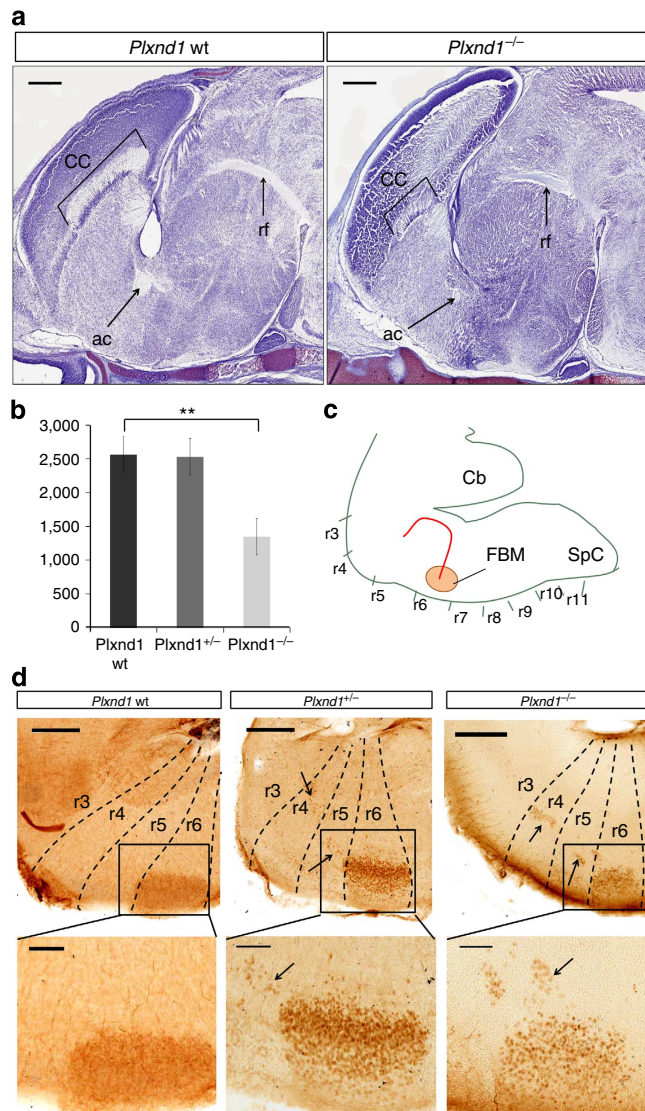 a
Plxnd1 wt
Plxnd1−/−
CC
rf
ac
CC
rf
ac
b
**
3,000
2,500
2,000
1,500
1,000
500
0
Plxnd1 wt
Plxnd1+/−
Plxnd1−/−
c
Cb
r3
r4
r5
r6
r7
r8
r9
r10
r11
FBM
SpC
d
Plxnd1 wt
Plxnd1+/−
Plxnd1−/−
r3
r4
r5
r6
r3
r4
r5
r6
r3
r4
r5
r6